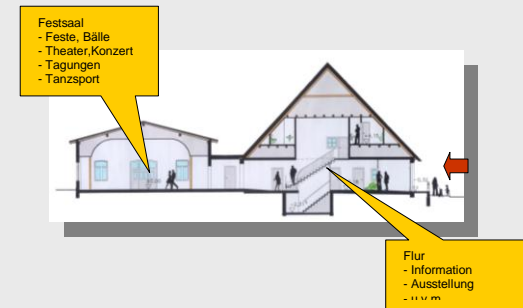 Festsaal
- Feste, Bälle
- Theater,Konzert
- Tagungen
- Tanzsport
Flur
- Information
- Ausstellung
- u.v.m.